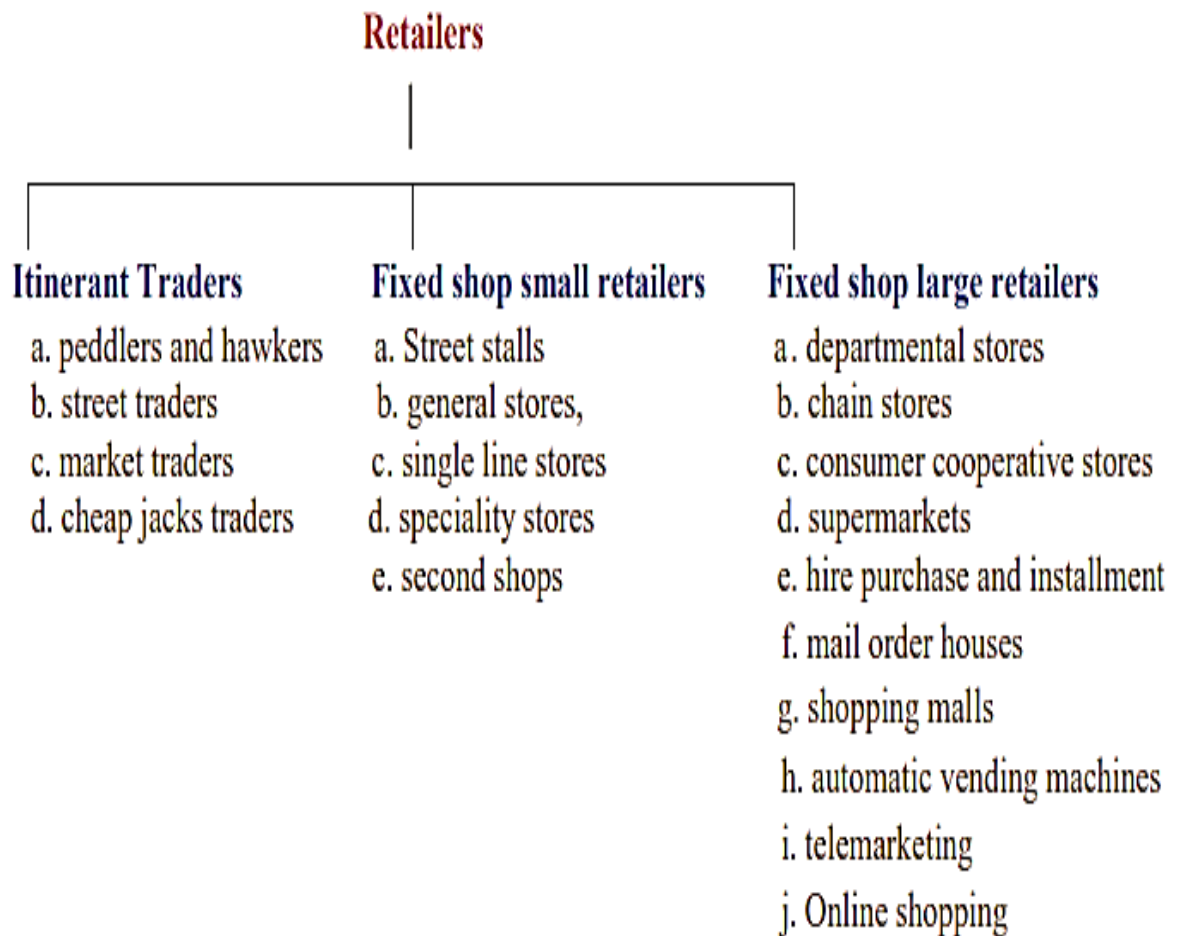 Retailers
Itinerant Traders
a. peddlers and hawkers
b. street traders
c. market traders
d. cheap jacks traders
Fixed shop small retailers
a. Street stalls
b. general stores,
c. single line stores
d. speciality stores
e. second shops
Fixed shop large retailers
a. departmental stores
b. chain stores
c. consumer cooperative stores
d. supermarkets
e. hire purchase and installment
f. mail order houses
g. shopping malls
h. automatic vending machines
i. telemarketing
j. Online shopping